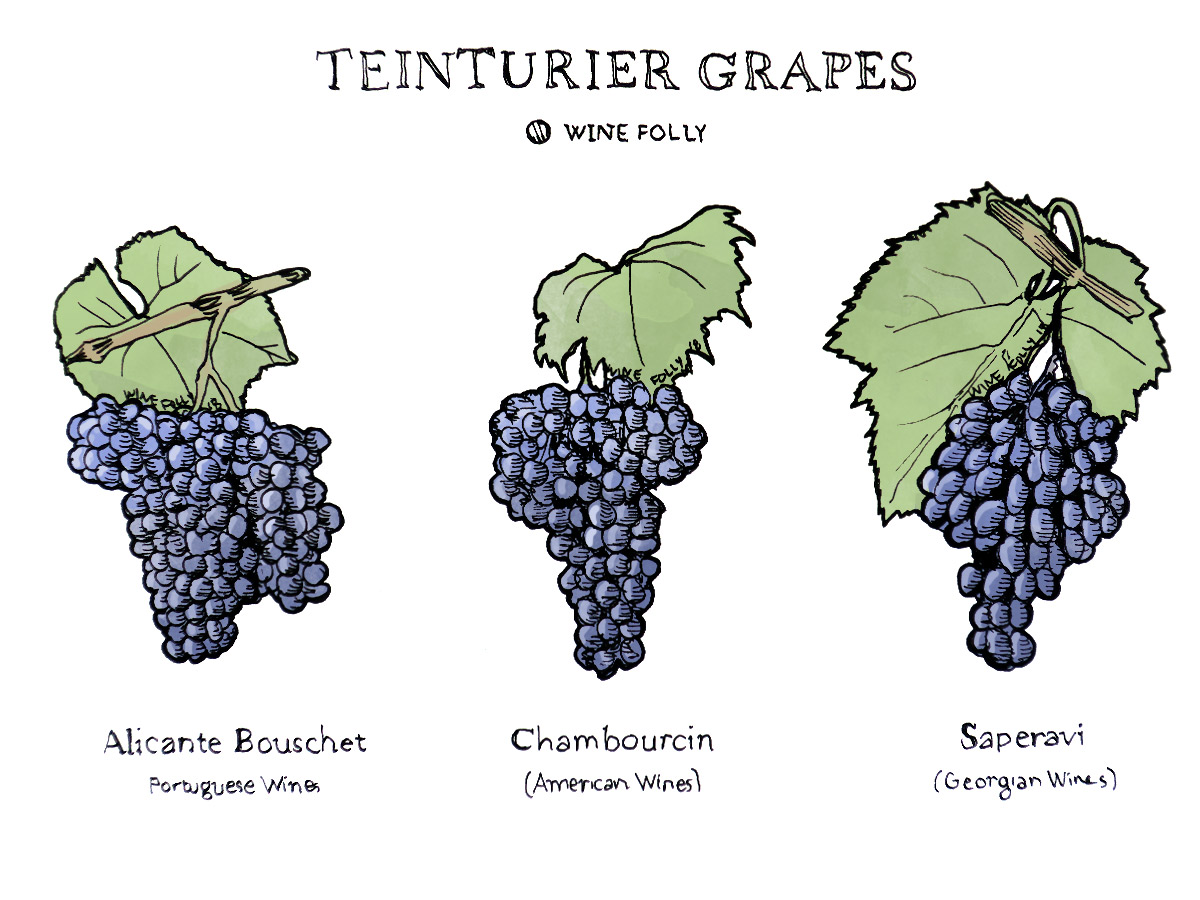 TEINTURIER GRAPES
WINE FOLLY
WINE FOLLY 18
WINE FOLLY 18
WINE FOLLY 18
Alicante Bouschet
Portuguese Wines
Chambourcin
(American Wines)
Saperavi
(Georgian Wines)